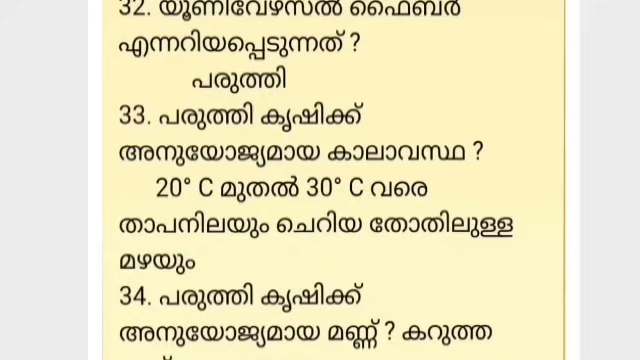 32. യൂണിവേഴ്സൽ ഫൈബർ
എന്നറിയപ്പെടുന്നത് ?
പരുത്തി
33. പരുത്തി കൃഷിക്ക്
അനുയോജ്യമായ കാലാവസ്ഥ ?
20° C മുതൽ 30° C വരെ
താപനിലയും ചെറിയ തോതിലുള്ള
മഴയും
34. പരുത്തി കൃഷിക്ക്
അനുയോജ്യമായ മണ്ണ് ? കറുത്ത